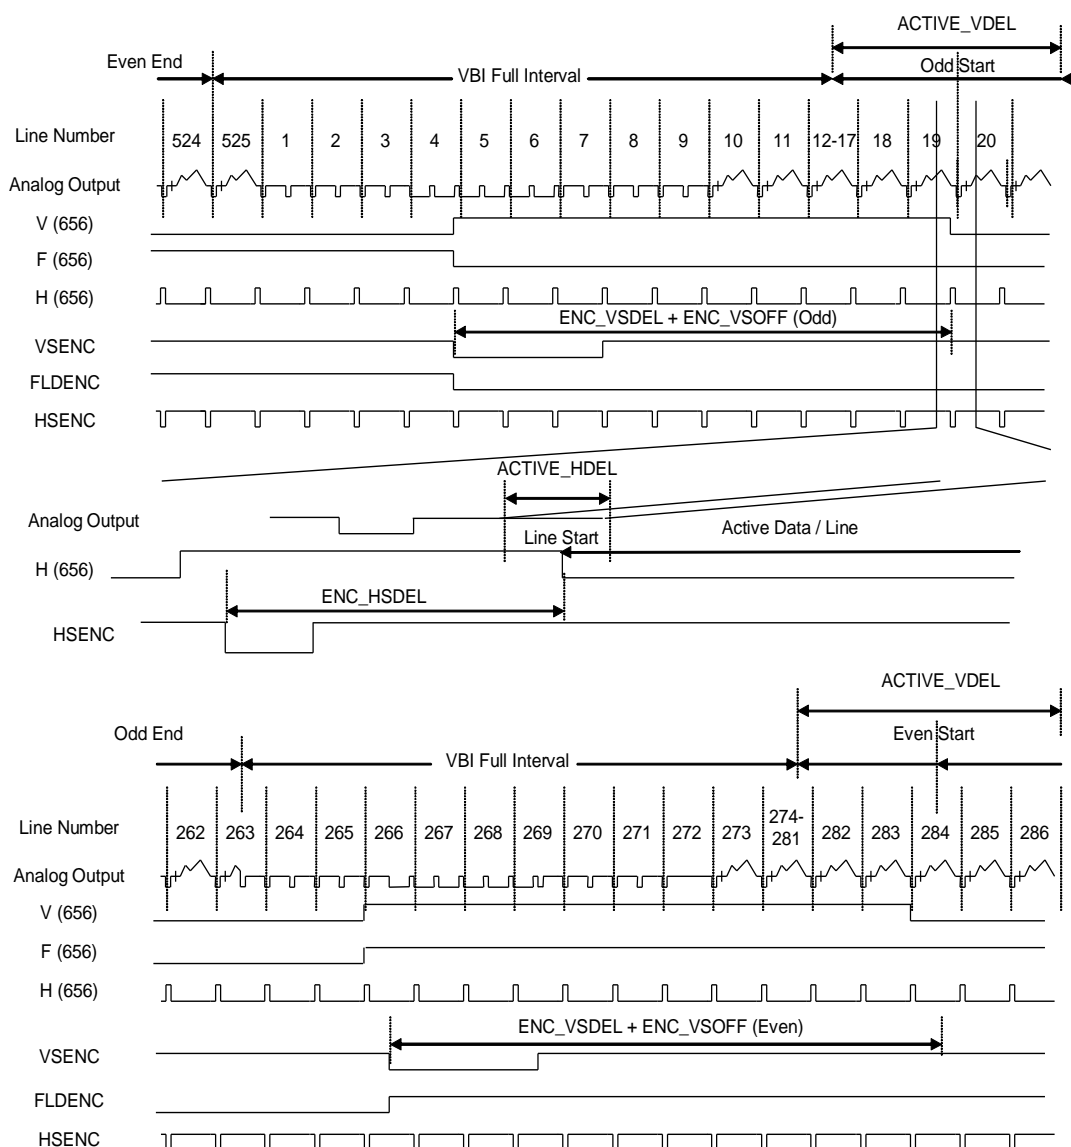 ACTIVE_VDEL
Even End
VBI Full Interval
Odd Start
Line Number 524 525 1 2 3 4 5 6 7 8 9 10 11 12-17 18 19 20
Analog Output
V (656)
F (656)
H (656)
ENC_VSDEL + ENC_VSOFF (Odd)
VSENC
FLDENC
HSENC
ACTIVE_HDEL
Analog Output
Line Start
Active Data / Line
H (656)
ENC_HSDEL
HSENC
ACTIVE_VDEL
Odd End
Even Start
VBI Full Interval
Line Number 262 263 264 265 266 267 268 269 270 271 272 273 274-281 282 283 284 285 286
Analog Output
V (656)
F (656)
H (656)
ENC_VSDEL + ENC_VSOFF (Even)
VSENC
FLDENC
HSENC